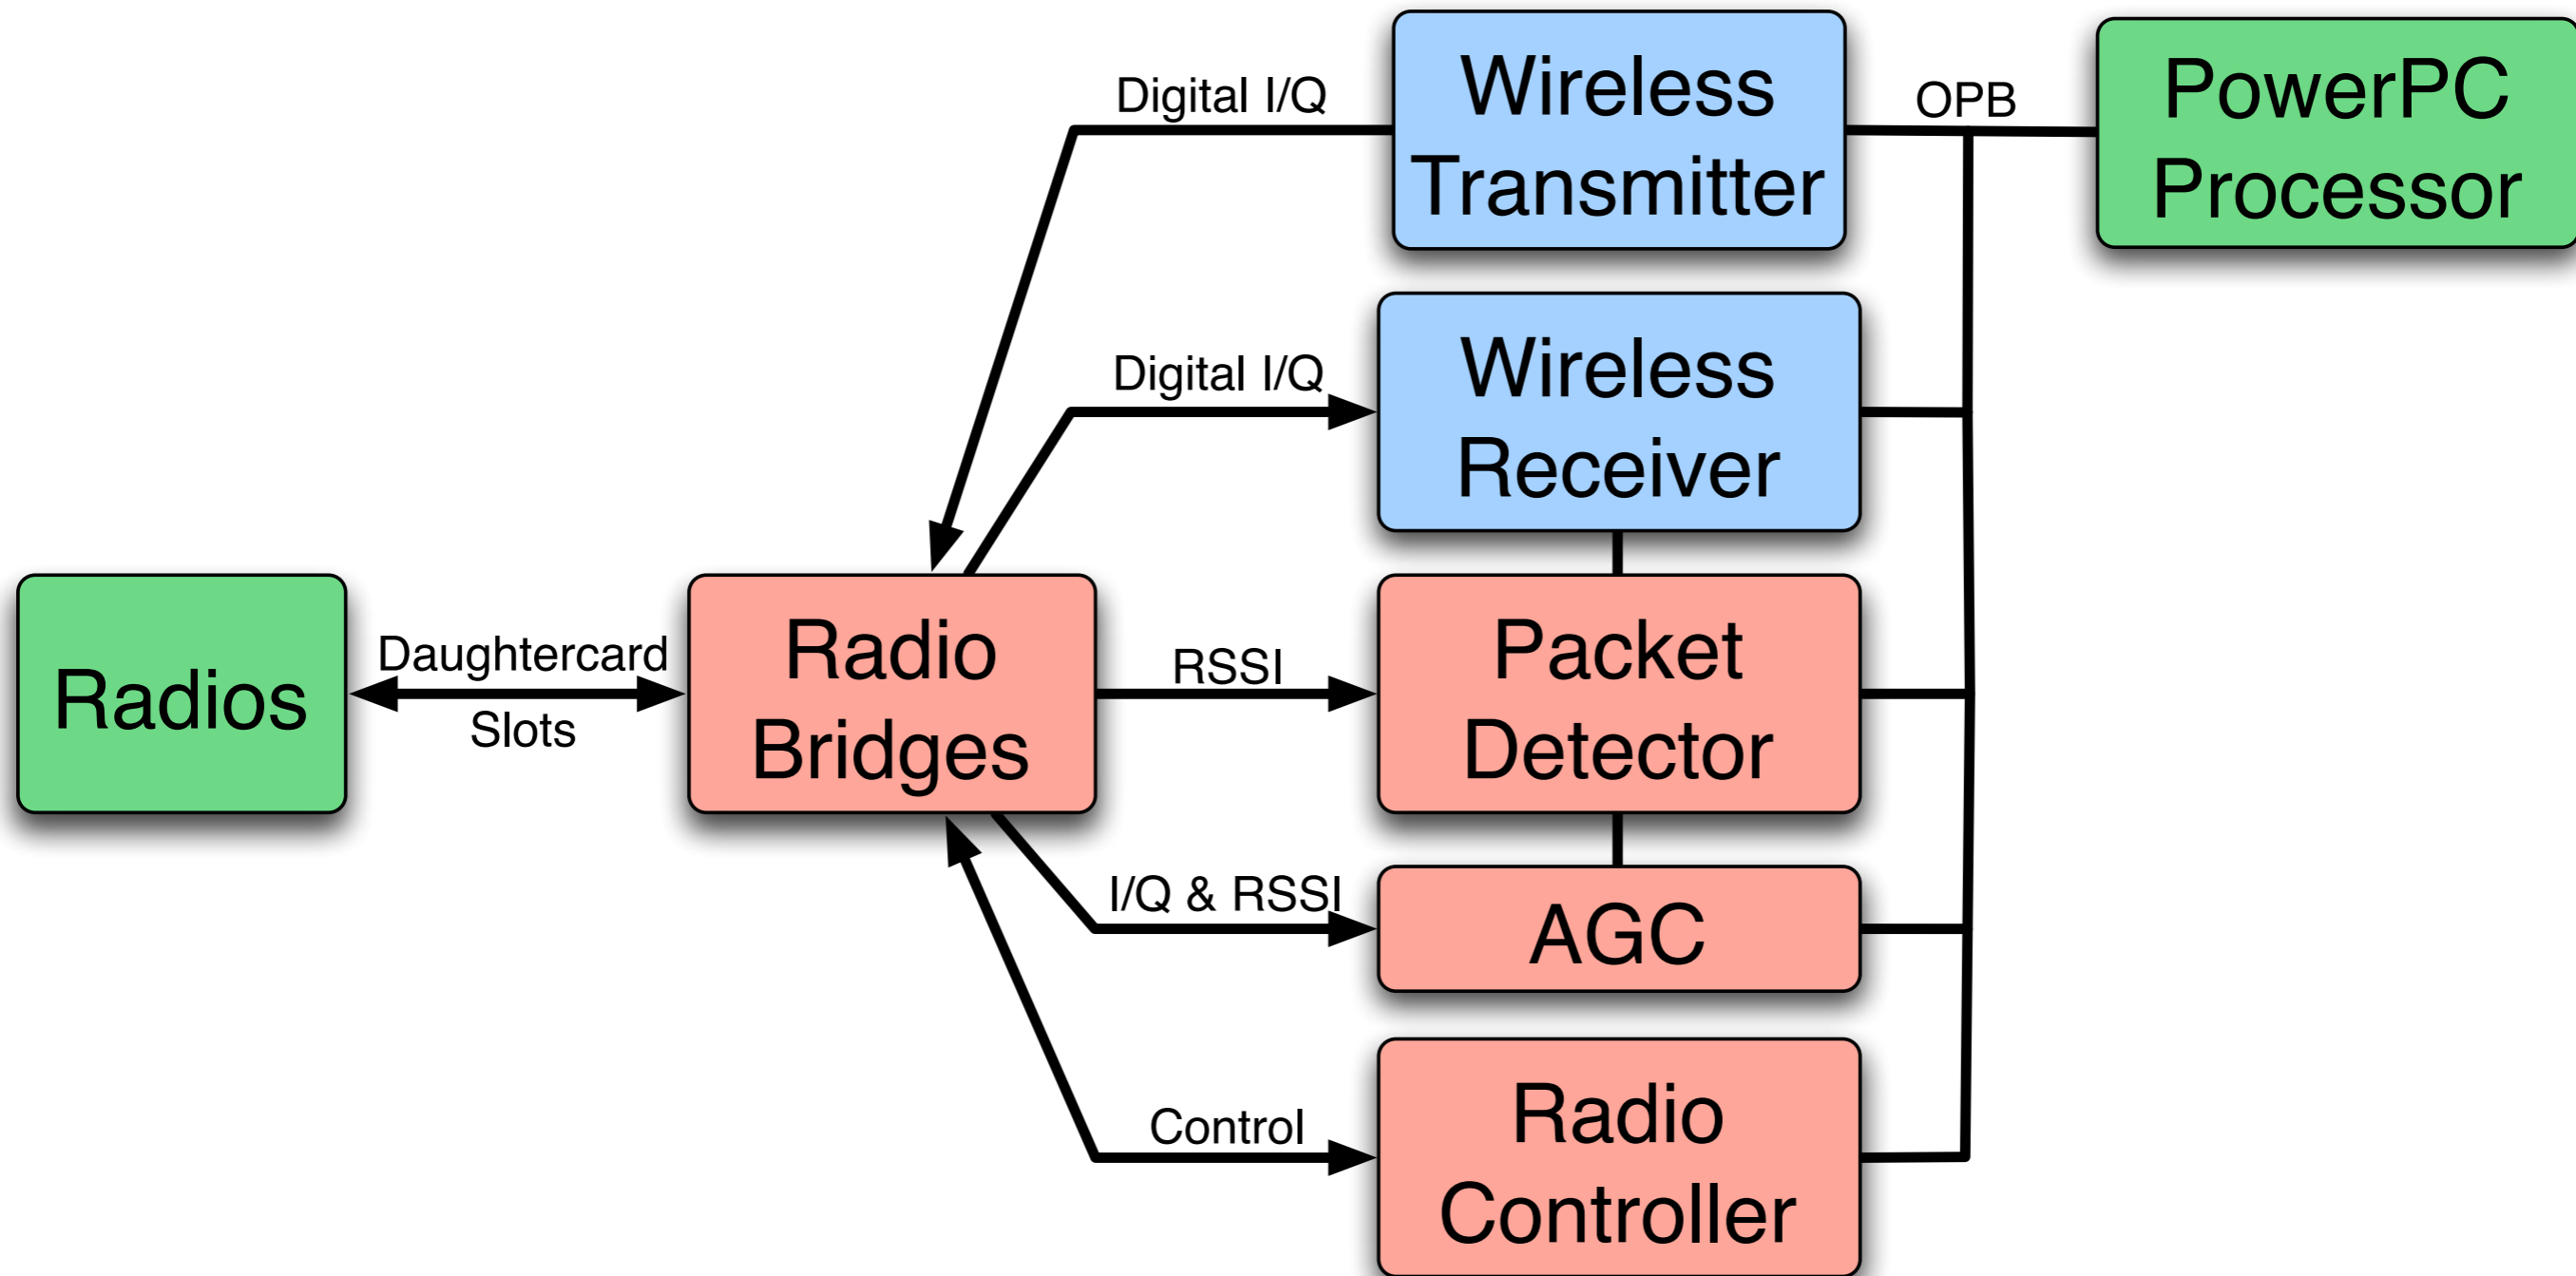 Digital I/Q
Wireless
Transmitter
OPB
PowerPC
Processor
Digital I/Q
Wireless
Receiver
Radios
Daughtercard
Slots
Radio
Bridges
RSSI
Packet
Detector
I/Q & RSSI
AGC
Control
Radio
Controller